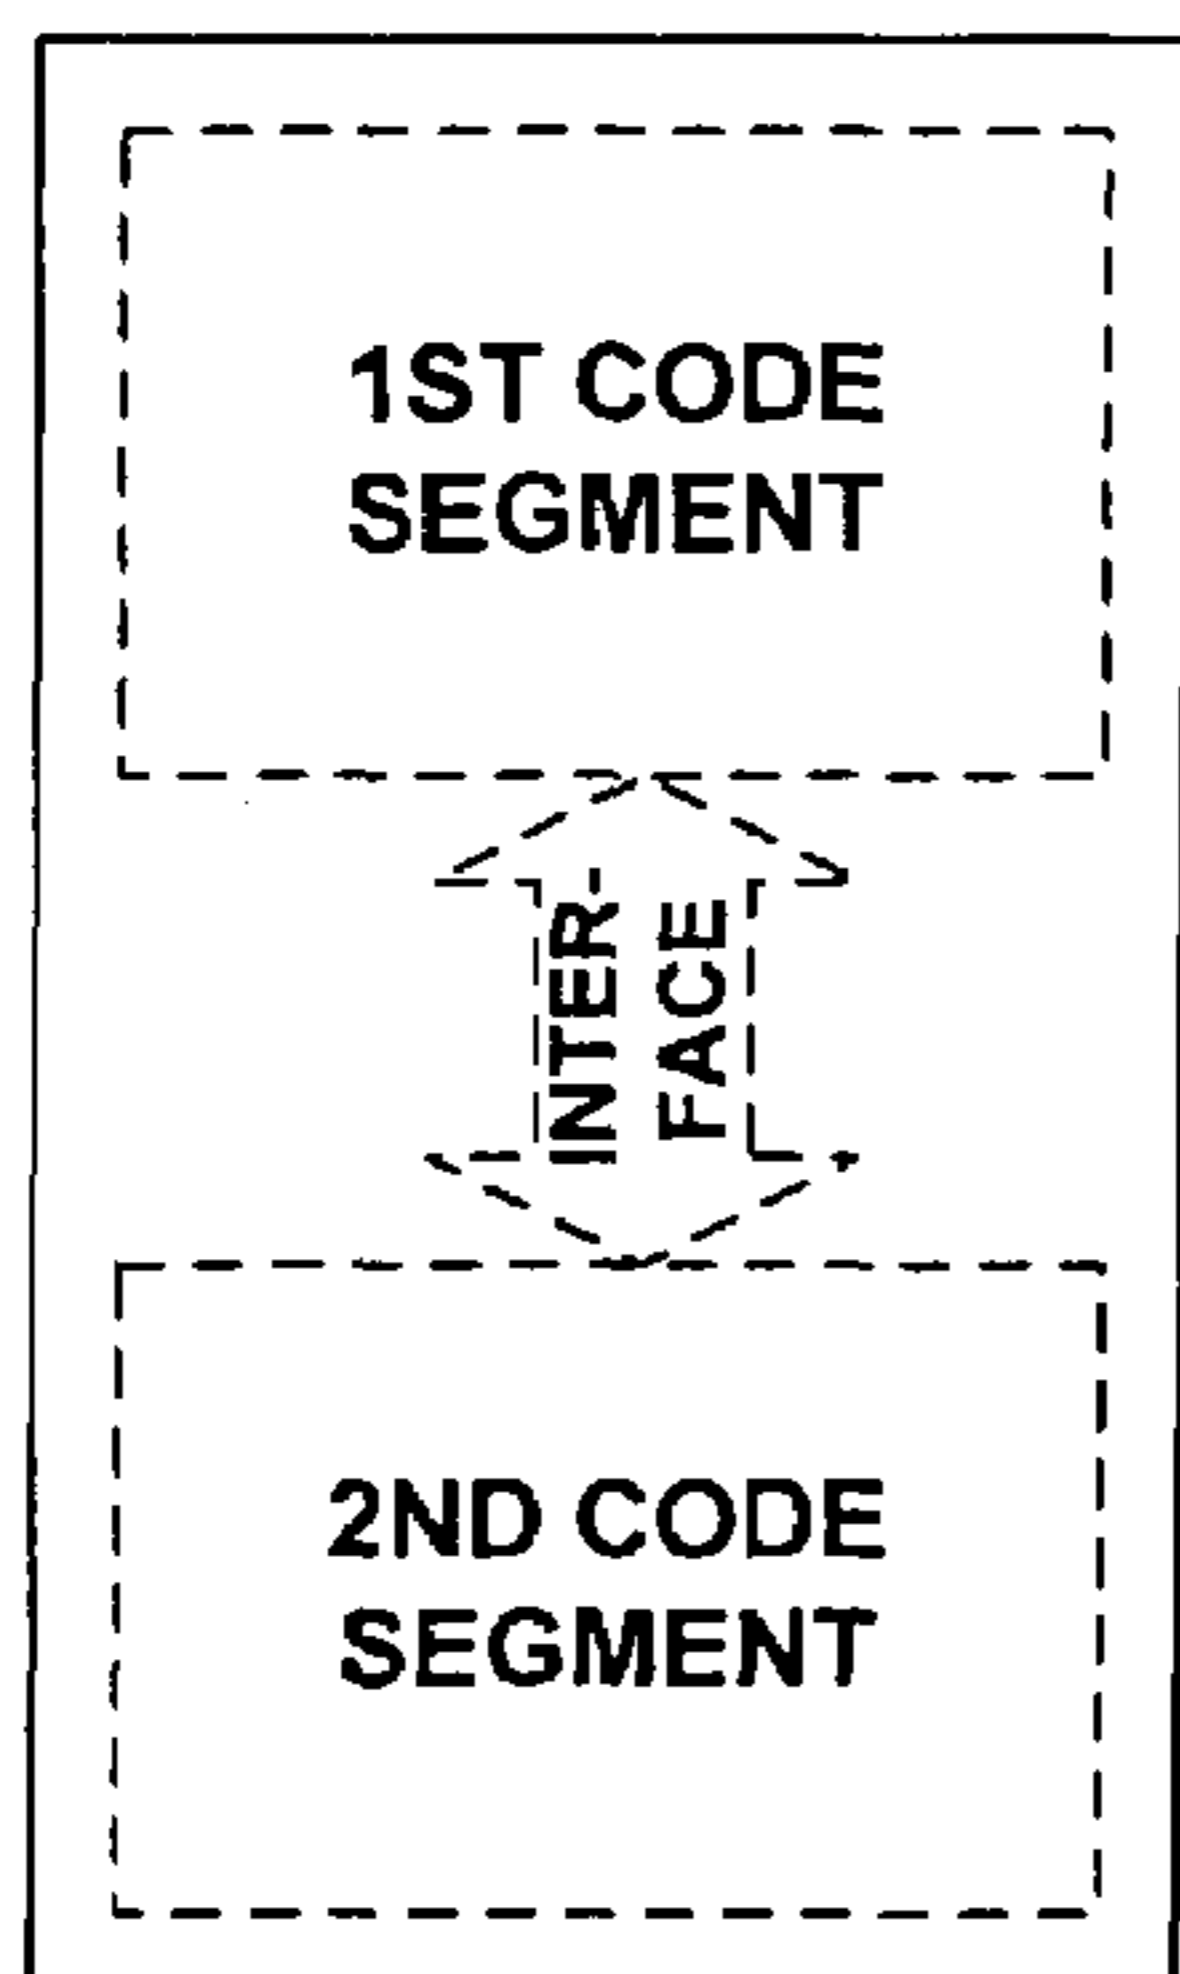 1ST CODE
SEGMENT
INTER-
FACE
2ND CODE
SEGMENT